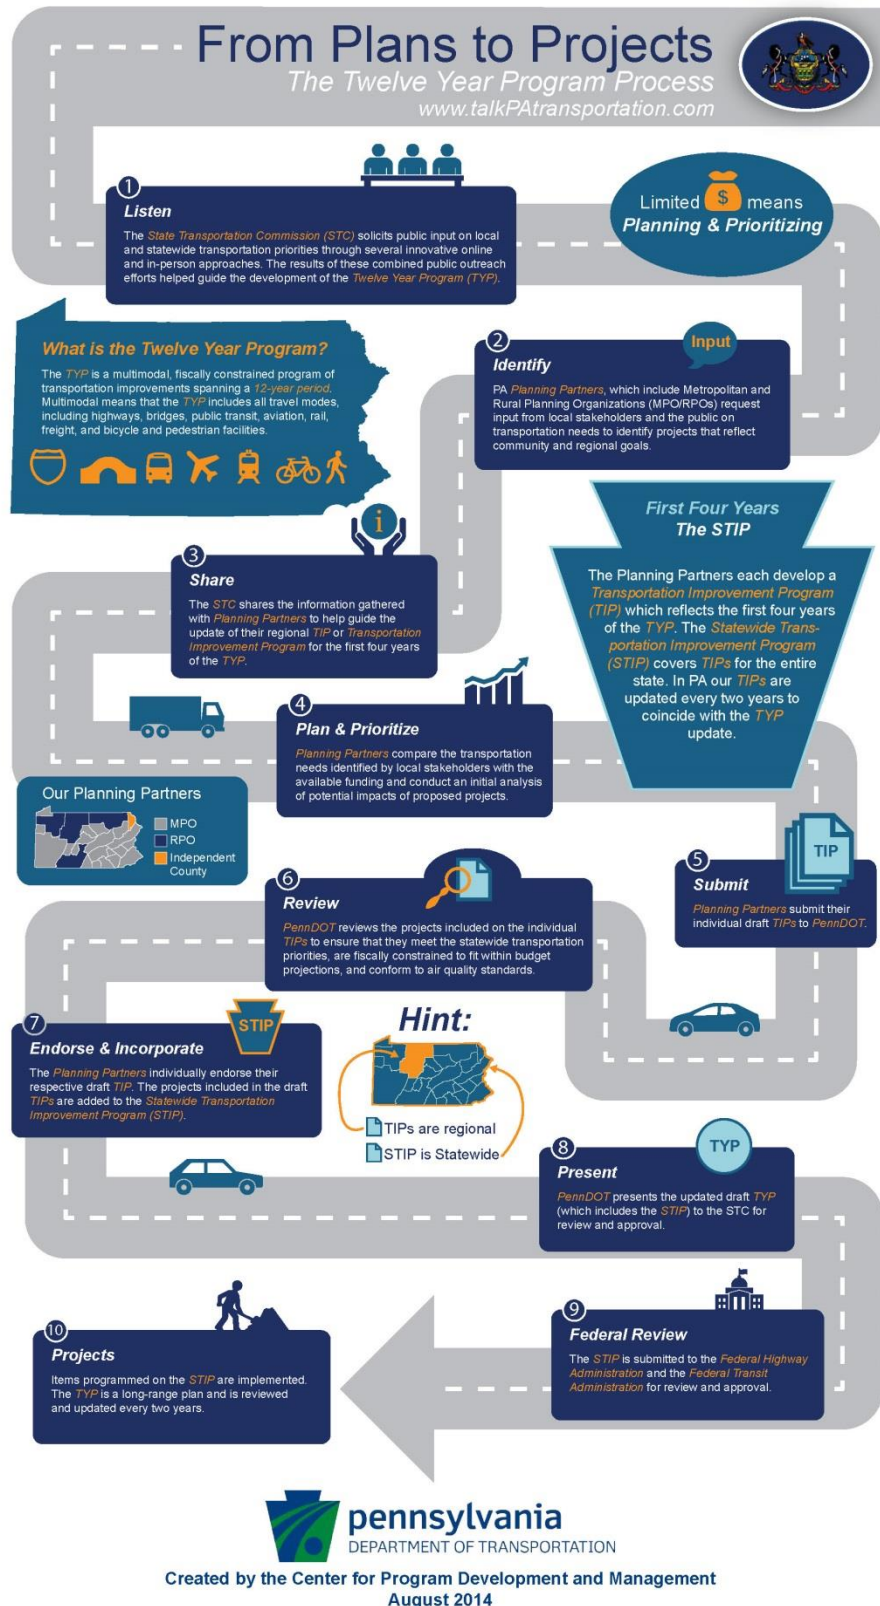 From Plans to Projects
The Twelve Year Program Process
www.talkPAtransportation.com
1
Listen
The State Transportation Commission (STC) solicits public input on local
and statewide transportation priorities through several innovative online
and in-person approaches. The results of these combined public outreach
efforts helped guide the development of the Twelve Year Program (TYP).
Limited $ means
Planning & Prioritizing
What is the Twelve Year Program?
The TYP is a multimodal, fiscally constrained program of
transportation improvements spanning a 12-year period.
Multimodal means that the TYP includes all travel modes,
including highways, bridges, public transit, aviation, rail,
freight, and bicycle and pedestrian facilities.
2
Input
Identify
PA Planning Partners, which include Metropolitan and
Rural Planning Organizations (MPO/RPOs) request
input from local stakeholders and the public on
transportation needs to identify projects that reflect
community and regional goals.
First Four Years
The STIP
The Planning Partners each develop a
Transportation Improvement Program
(TIP) which reflects the first four years
of the TYP. The Statewide Trans-
portation Improvement Program
(STIP) covers TIPs for the entire
state. In PA our TIPs are
updated every two years to
coincide with the TYP
update.
i
3
Share
The STC shares the information gathered
with Planning Partners to help guide the
update of their regional TIP or Transportation
Improvement Program for the first four years
of the TYP.
4
Plan & Prioritize
Planning Partners compare the transportation
needs identified by local stakeholders with the
available funding and conduct an initial analysis
of potential impacts of proposed projects.
Our Planning Partners
MPO
RPO
Independent
County
5
TIP
Submit
Planning Partners submit their
individual draft TIPs to PennDOT.
6
Review
PennDOT reviews the projects included on the individual
TIPs to ensure that they meet the statewide transportation
priorities, are fiscally constrained to fit within budget
projections, and conform to air quality standards.
7
STIP
Endorse & Incorporate
The Planning Partners individually endorse their
respective draft TIP. The projects included in the draft
TIPs are added to the Statewide Transportation
Improvement Program (STIP).
Hint:
TIPs are regional
STIP is Statewide
8
TYP
Present
PennDOT presents the updated draft TYP
(which includes the STIP) to the STC for
review and approval.
9
Federal Review
The STIP is submitted to the Federal Highway
Administration and the Federal Transit
Administration for review and approval.
10
Projects
Items programmed on the STIP are implemented.
The TYP is a long-range plan and is reviewed
and updated every two years.
pennsylvania
DEPARTMENT OF TRANSPORTATION
Created by the Center for Program Development and Management
August 2014